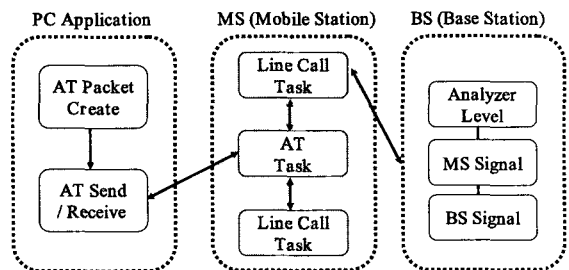 PC Application
MS (Mobile Station)
BS (Base Station)
AT Packet
Create
AT Send
/ Receive
Line Call
Task
AT
Task
Line Call
Task
Analyzer
Level
MS Signal
BS Signal